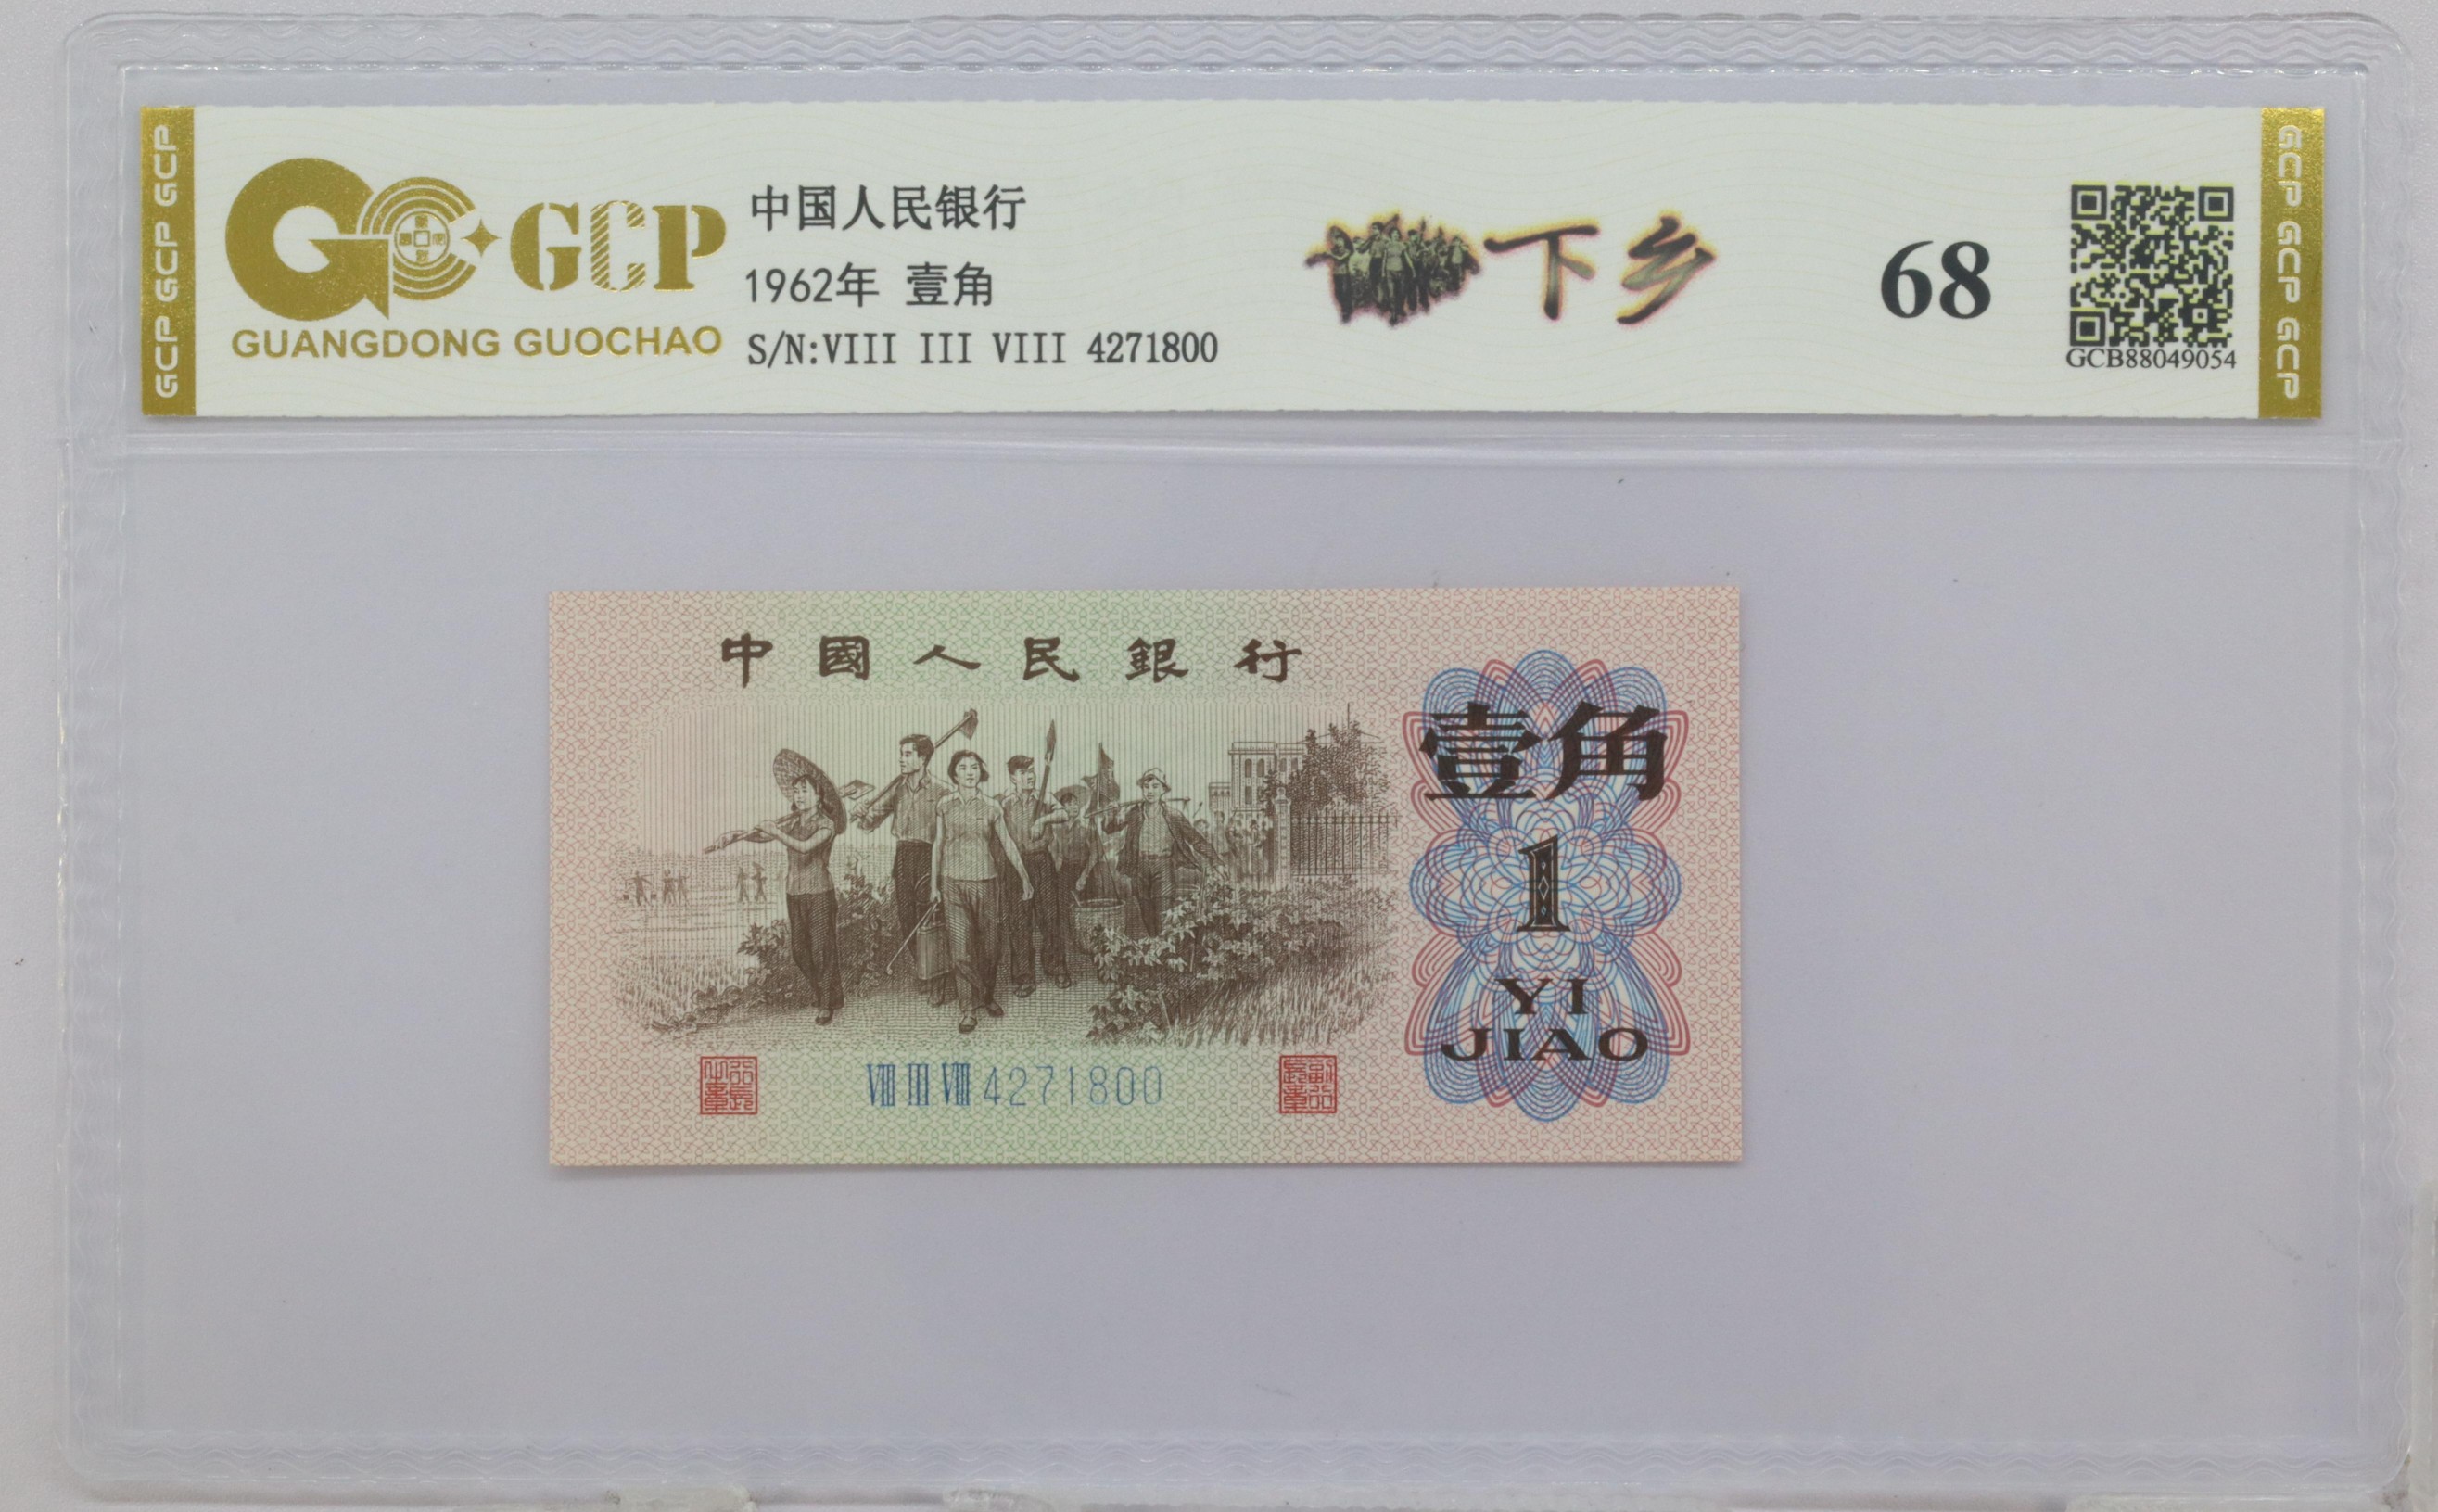 GCP GCP GCP
GCP
GUANGDONG GUOCHAO
中国人民银行
1962年 壹角
S/N:VIII III VIII 4271800
下乡
68
GCB88049054
GCP GCP GCP
中國人民銀行
壹角
1
YI
JIAO
VIII III VIII 4271800